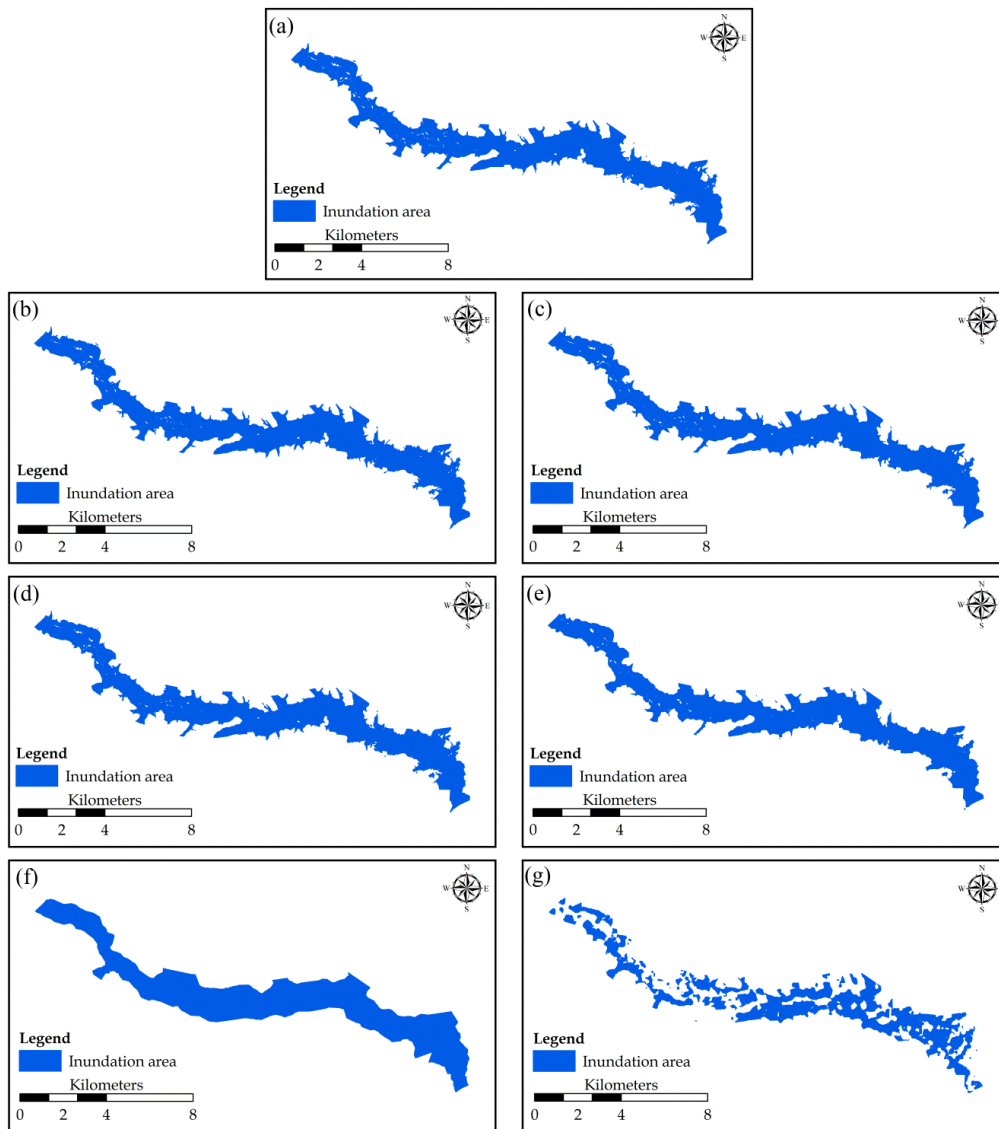 (a)
N
W E
S
Legend
Inundation area
Kilometers
0 2 4 8
(b)
N
W E
S
Legend
Inundation area
Kilometers
0 2 4 8
(c)
N
W E
S
Legend
Inundation area
Kilometers
0 2 4 8
(d)
N
W E
S
Legend
Inundation area
Kilometers
0 2 4 8
(e)
N
W E
S
Legend
Inundation area
Kilometers
0 2 4 8
(f)
N
W E
S
Legend
Inundation area
Kilometers
0 2 4 8
(g)
N
W E
S
Legend
Inundation area
Kilometers
0 2 4 8